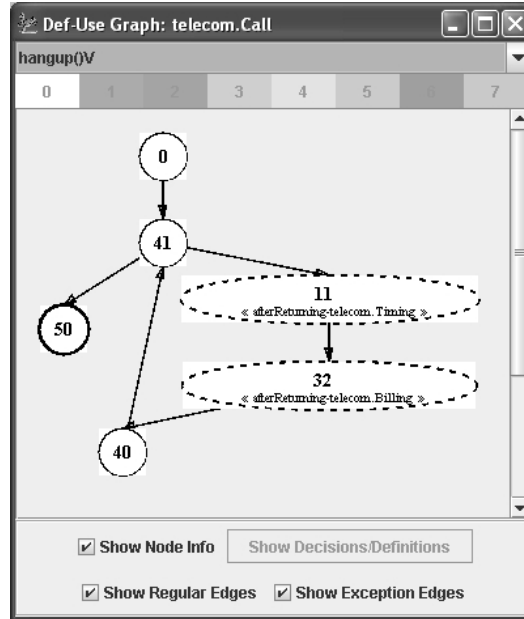 Def-Use Graph: telecom.Call
hangup()V
0 1 2 3 4 5 6 7
0
41
11
« afterReturning-telecom.Timing »
50
32
« afterReturning-telecom.Billing »
40
Show Node Info Show Decisions/Definitions
Show Regular Edges Show Exception Edges